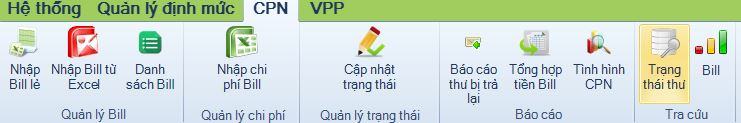 Hệ thống Quản lý định mức CPN VPP
Nhập Bill lẻ
Nhập Bill từ Excel
Danh sách Bill
Quản lý Bill
Nhập chi phí Bill
Quản lý chi phí
Cập nhật trạng thái
Quản lý trạng thái
Báo cáo thư bị trả lại
Tổng hợp tiền Bill
Tình hình CPN
Báo cáo
Trạng thái thư
Bill
Tra cứu